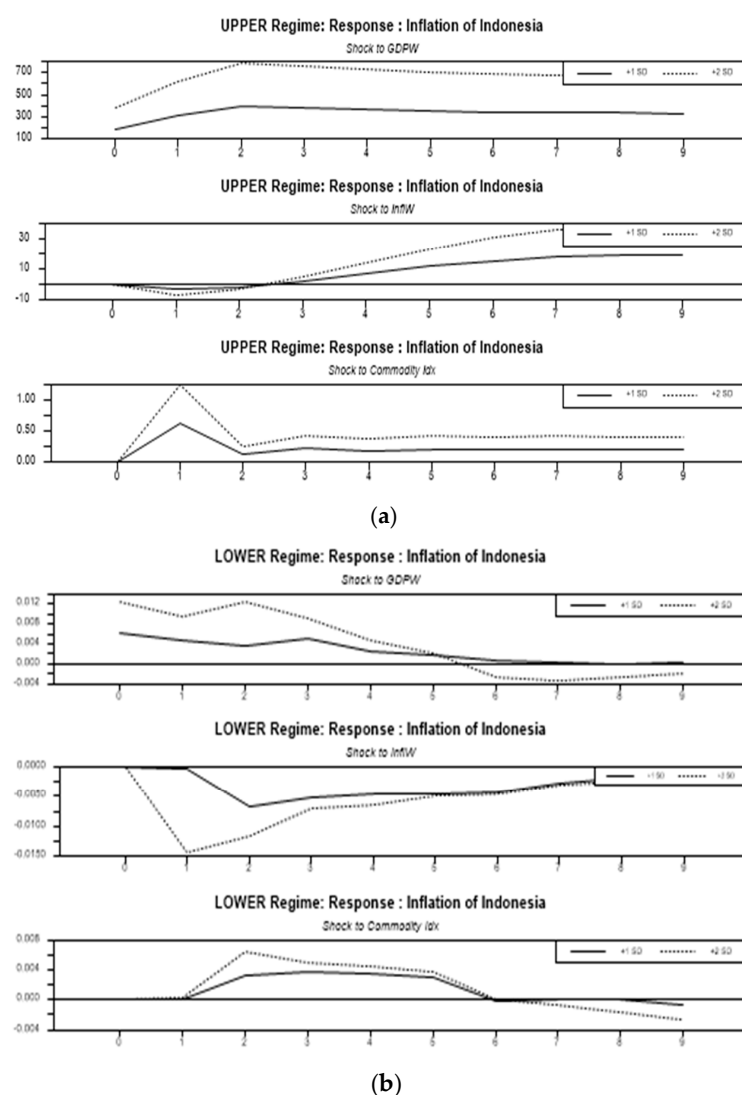 UPPER Regime: Response : Inflation of Indonesia
Shock to GDPW
700
500
300
100
+1 SD +2 SD
0 1 2 3 4 5 6 7 8 9
UPPER Regime: Response : Inflation of Indonesia
Shock to InflW
30
10
-10
+1 SD +2 SD
0 1 2 3 4 5 6 7 8 9
UPPER Regime: Response : Inflation of Indonesia
Shock to Commodity Idx
1.00
0.50
0.00
+1 SD +2 SD
0 1 2 3 4 5 6 7 8 9
(a)
LOWER Regime: Response : Inflation of Indonesia
Shock to GDPW
0.012
0.008
0.004
0.000
-0.004
+1 SD +2 SD
0 1 2 3 4 5 6 7 8 9
LOWER Regime: Response : Inflation of Indonesia
Shock to InflW
0.0000
-0.0050
-0.0100
-0.0150
0 1 2 3 4 5 6 7 8 9
LOWER Regime: Response : Inflation of Indonesia
Shock to Commodity Idx
0.004
0.000
-0.004
+1 SD +2 SD
0 1 2 3 4 5 6 7 8 9
(b)